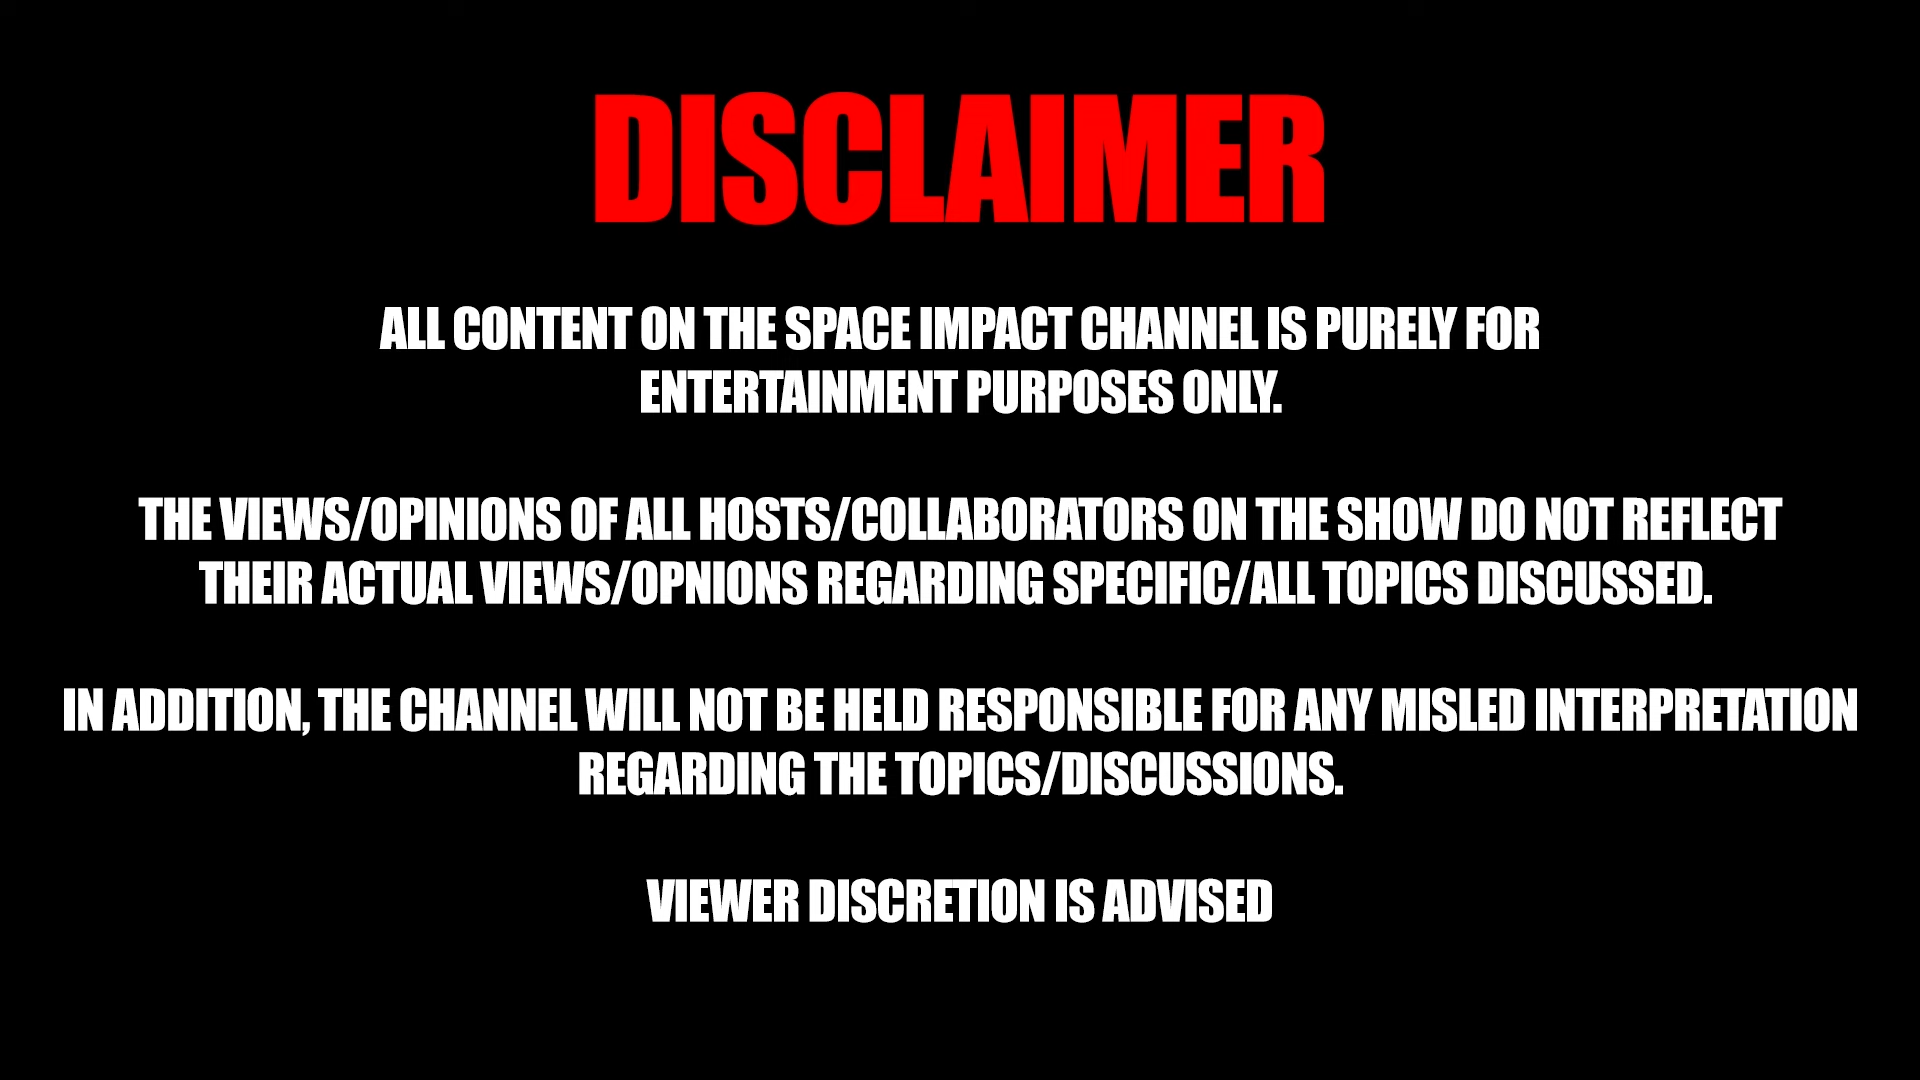 DISCLAIMER
ALL CONTENT ON THE SPACE IMPACT CHANNEL IS PURELY FOR
ENTERTAINMENT PURPOSES ONLY.
THE VIEWS/OPINIONS OF ALL HOSTS/COLLABORATORS ON THE SHOW DO NOT REFLECT
THEIR ACTUAL VIEWS/OPNIONS REGARDING SPECIFIC/ALL TOPICS DISCUSSED.
IN ADDITION, THE CHANNEL WILL NOT BE HELD RESPONSIBLE FOR ANY MISLED INTERPRETATION
REGARDING THE TOPICS/DISCUSSIONS.
VIEWER DISCRETION IS ADVISED